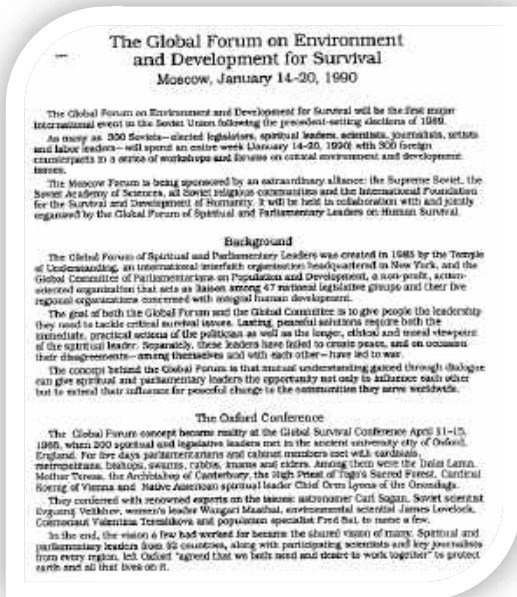 The Global Forum on Environment
and Development for Survival
Moscow, January 14-20, 1990
The Global Forum on Environment and Development for Survival will be the first major
international event in the Soviet Union following the precedent-setting elections of 1989.
As many as 300 Soviets—elected legislators, spiritual leaders, scientists, journalists, artists
and labor leaders—will spend an entire week (January 14-20, 1990) with 300 foreign
counterparts in a series of workshops and forums on critical environment and development
issues.
The Moscow Forum is being sponsored by an extraordinary alliance: the Supreme Soviet, the
Soviet Academy of Sciences, all Soviet religious communities and the International Foundation
for the Survival and Development of Humanity. It will be held in collaboration with and jointly
organized by the Global Forum of Spiritual and Parliamentary Leaders on Human Survival.
Background
The Global Forum of Spiritual and Parliamentary Leaders was created in 1985 by the Temple
of Understanding, an international interfaith organization headquartered in New York, and the
Global Committee of Parliamentarians on Population and Development, a non-profit, action-
oriented organization that acts as liaison among 47 national legislative groups and their five
regional organizations concerned with integral human development.
The goal of both the Global Forum and the Global Committee is to give people the leadership
they need to tackle critical survival issues. Lasting, peaceful solutions require both the
immediate, practical actions of the politician as well as the longer, ethical and moral viewpoint
of the spiritual leader. Separately, these leaders have failed to create peace, and on occasion
their disagreements—among themselves and with each other—have led to war.
The concept behind the Global Forum is that mutual understanding gained through dialogue
can give spiritual and parliamentary leaders the opportunity not only to influence each other
but to extend their influence for peaceful change to the communities they serve worldwide.
The Oxford Conference
The Global Forum concept became reality at the Global Survival Conference April 11-15,
1988, when 200 spiritual and legislative leaders met in the ancient university city of Oxford,
England. For five days parliamentarians and cabinet members met with cardinals,
metropolitans, bishops, swamis, rabbis, imams and elders. Among them were the Dalai Lama,
Mother Teresa, the Archbishop of Canterbury, the High Priest of Togo's Sacred Forest, Cardinal
Koenig of Vienna and Native American spiritual leader Chief Oren Lyons of the Onondaga.
They conferred with renowned experts on the issues: astronomer Carl Sagan, Soviet scientist
Evguenij Velikhov, women's leader Wangari Maathai, environmental scientist James Lovelock,
Cosmonaut Valentina Tereshkova and population specialist Fred Sai, to name a few.
In the end, the vision a few had worked for became the shared vision of many. Spiritual and
parliamentary leaders from 52 countries, along with participating scientists and key journalists
from every region, left Oxford "agreed that we both need and desire to work together" to protect
earth and all that lives on it.